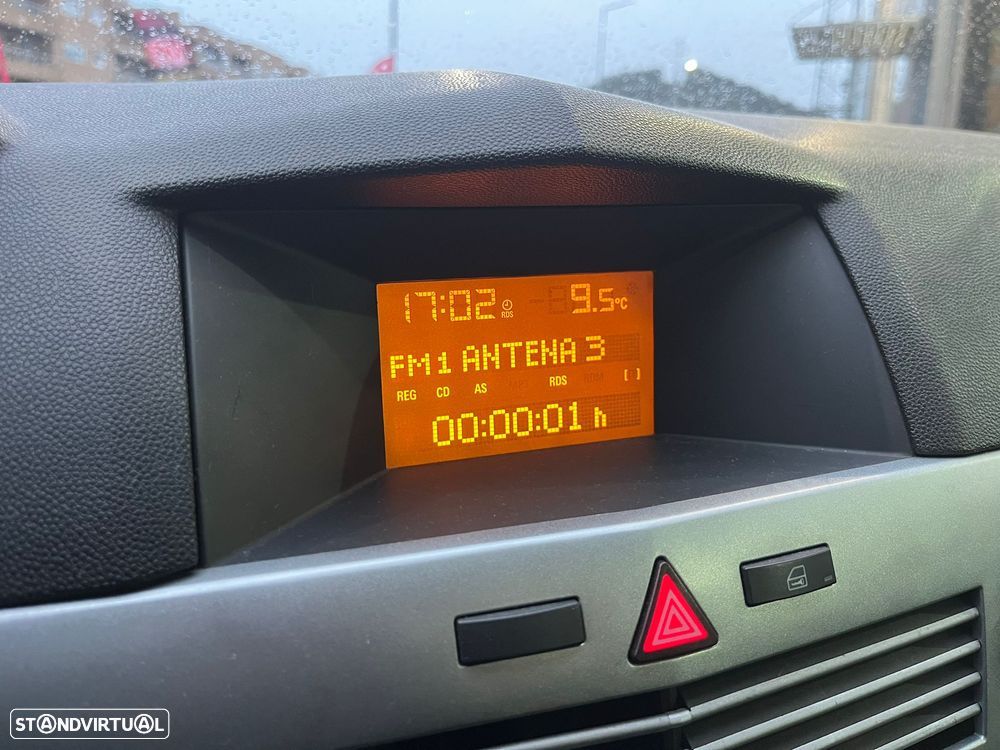 17:02 RDS 9.5°C
FM1 ANTENA 3
REG CD AS RDS [ ]
00:00:01 h
STANDVIRTUAL